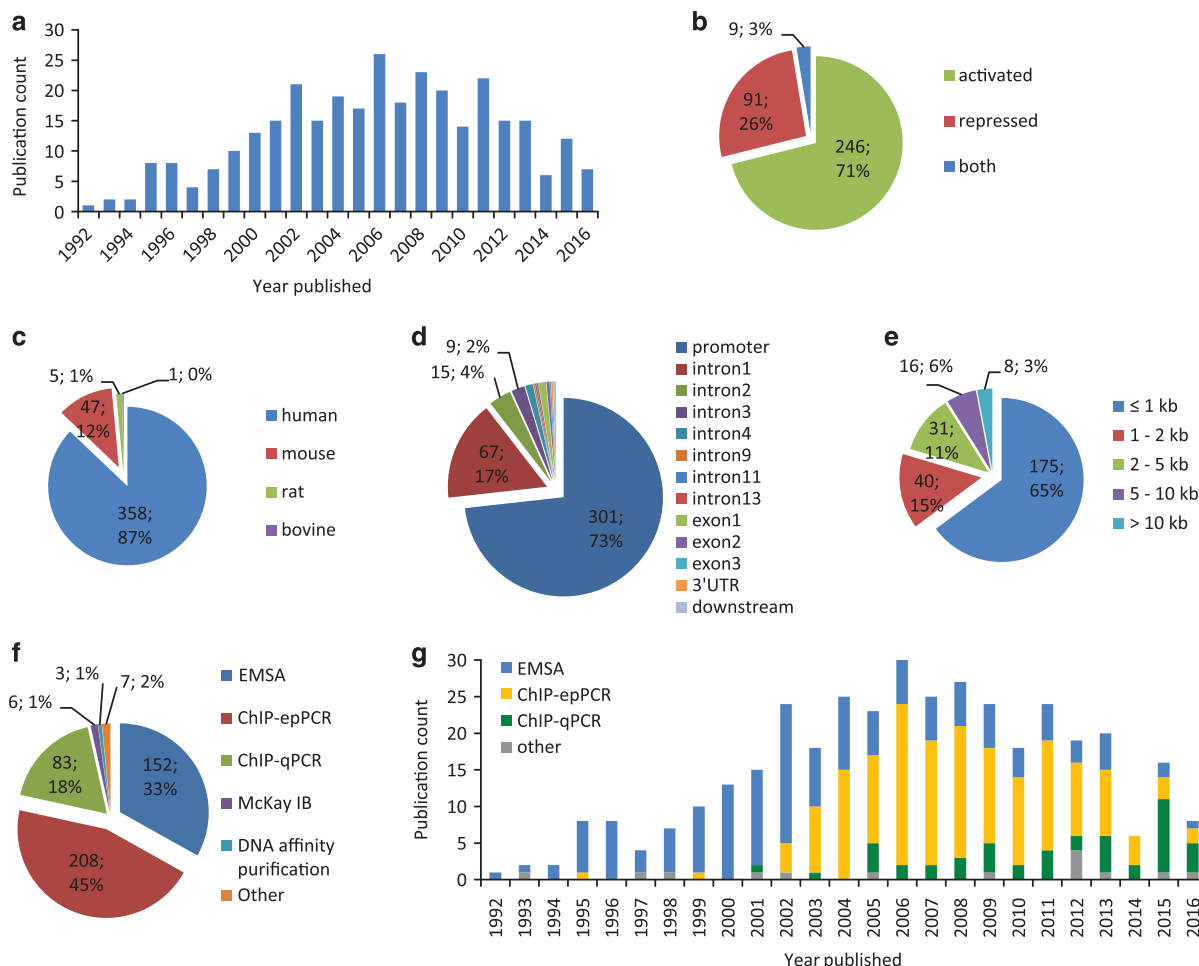 a
30
25
20
15
10
5
0
Publication count
1992
1994
1996
1998
2000
2002
2004
2006
2008
2010
2012
2014
2016
Year published
b
9; 3%
91;
26%
246;
71%
activated
repressed
both
c
5; 1%
1; 0%
47;
12%
358;
87%
human
mouse
rat
bovine
d
9; 2%
15; 4%
67;
17%
301;
73%
promoter
intron1
intron2
intron3
intron4
intron9
intron11
intron13
exon1
exon2
exon3
3'UTR
downstream
e
16; 6%
8; 3%
31;
11%
40;
15%
175;
65%
≤ 1 kb
1 - 2 kb
2 - 5 kb
5 - 10 kb
> 10 kb
f
3; 1%
7; 2%
6; 1%
83;
18%
152;
33%
208;
45%
EMSA
ChIP-epPCR
ChIP-qPCR
McKay IB
DNA affinity
purification
Other
g
30
25
20
15
10
5
0
Publication count
EMSA
ChIP-epPCR
ChIP-qPCR
other
1992
1993
1994
1995
1996
1997
1998
1999
2000
2001
2002
2003
2004
2005
2006
2007
2008
2009
2010
2011
2012
2013
2014
2015
2016
Year published